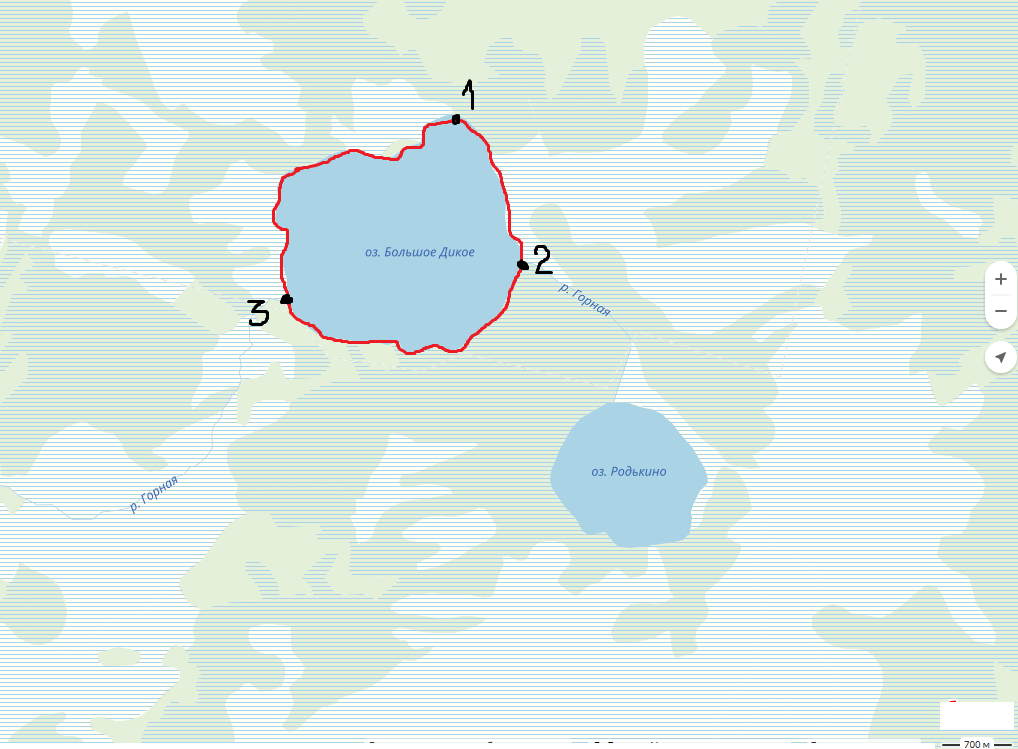 1
оз. Большое Дикое
2
р. Горная
3
оз. Родькино
р. Горная
700 м